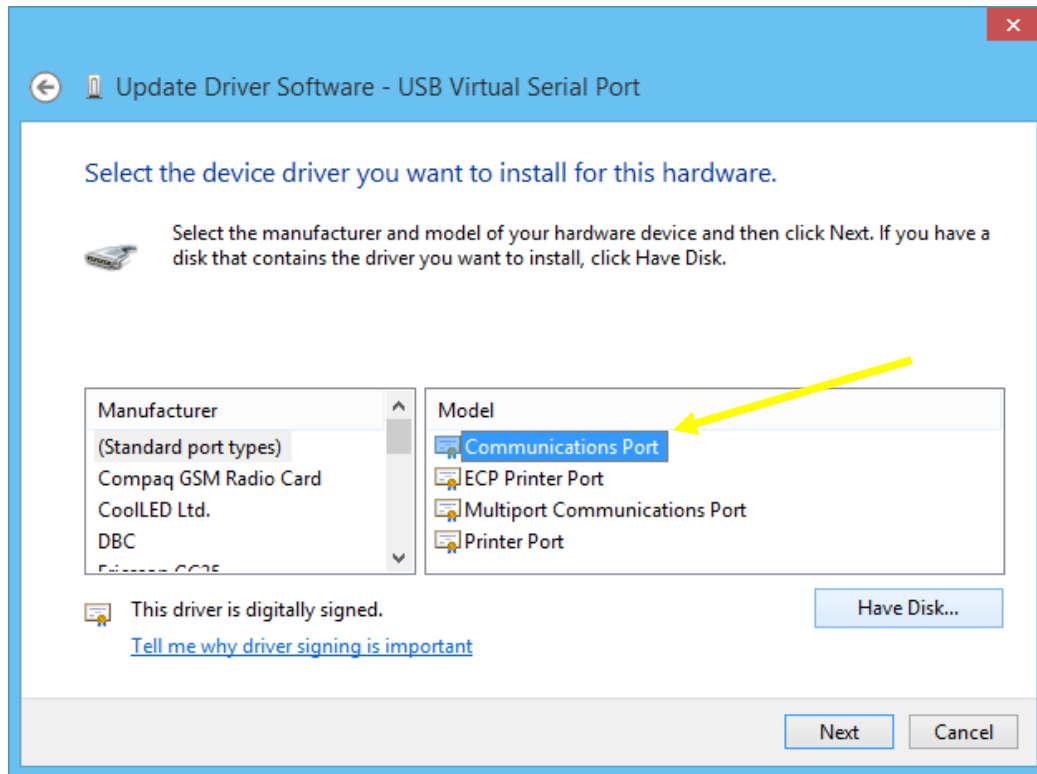 Update Driver Software - USB Virtual Serial Port
Select the device driver you want to install for this hardware.
Select the manufacturer and model of your hardware device and then click Next. If you have a
disk that contains the driver you want to install, click Have Disk.
Manufacturer
(Standard port types)
Compaq GSM Radio Card
CoolLED Ltd.
DBC
Model
Communications Port
ECP Printer Port
Multiport Communications Port
Printer Port
This driver is digitally signed.
Have Disk...
Tell me why driver signing is important
Next
Cancel